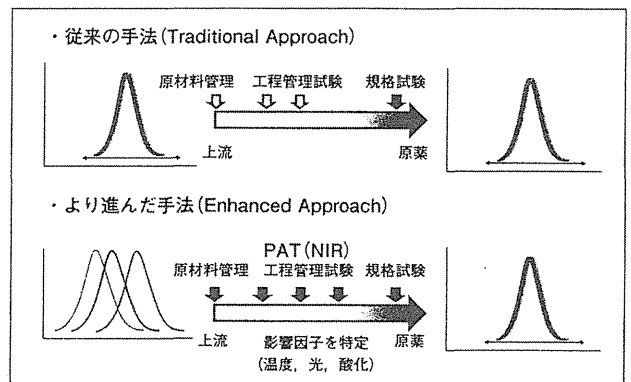 ・従来の手法(Traditional Approach)
原材料管理 工程管理試験 規格試験
上流 原薬
・より進んだ手法(Enhanced Approach)
PAT(NIR)
原材料管理 工程管理試験 規格試験
上流 影響因子を特定 原薬
(温度, 光, 酸化)